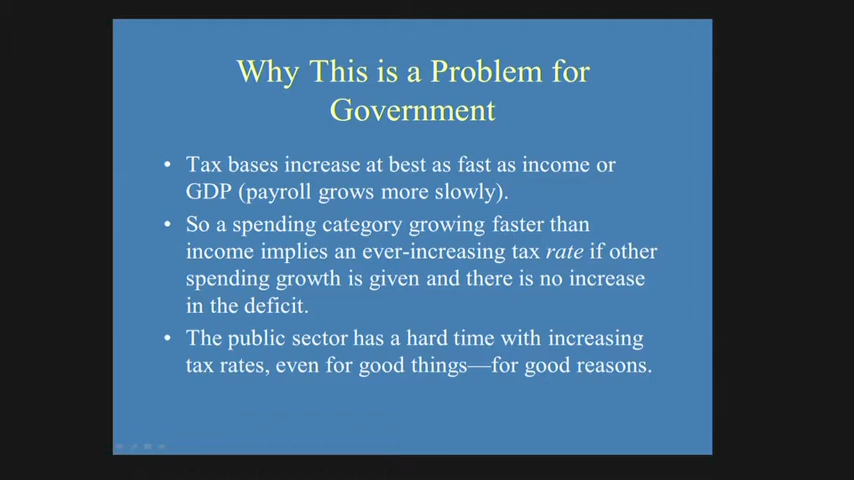 Why This is a Problem for
Government
• Tax bases increase at best as fast as income or
GDP (payroll grows more slowly).
• So a spending category growing faster than
income implies an ever-increasing tax rate if other
spending growth is given and there is no increase
in the deficit.
• The public sector has a hard time with increasing
tax rates, even for good things—for good reasons.